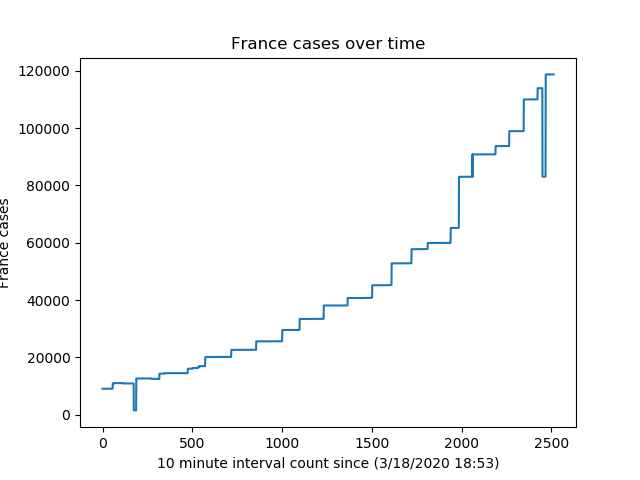 France cases over time
120000
100000
80000
60000
40000
20000
0
France cases
0 500 1000 1500 2000 2500
10 minute interval count since (3/18/2020 18:53)